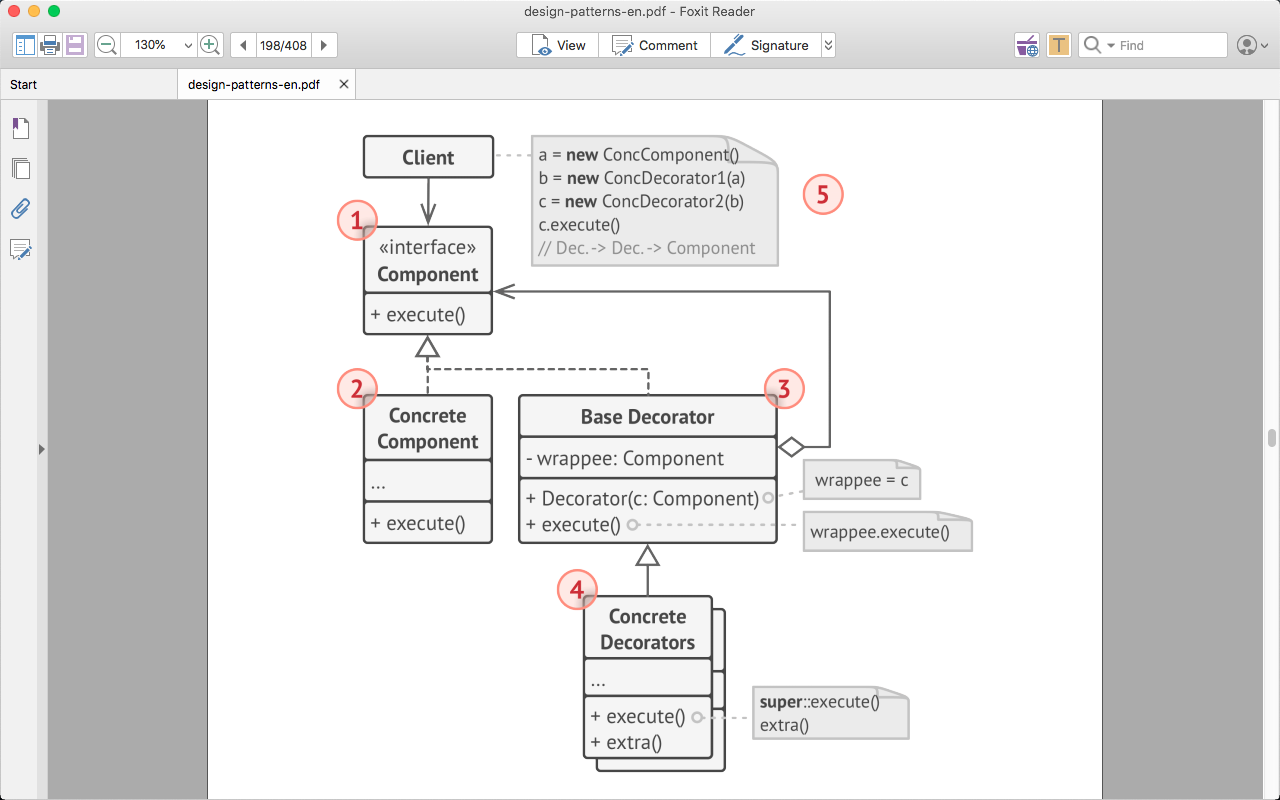 design-patterns-en.pdf - Foxit Reader
130%
198/408
View
Comment
Signature
T
Find
Start
design-patterns-en.pdf
Client
a = new ConcComponent()
b = new ConcDecorator1(a)
c = new ConcDecorator2(b)
c.execute()
// Dec. -> Dec. -> Component
5
1
«interface»
Component
+ execute()
2
Concrete
Component
...
+ execute()
3
Base Decorator
- wrappee: Component
+ Decorator(c: Component)
+ execute()
wrappee = c
wrappee.execute()
4
Concrete
Decorators
...
+ execute()
+ extra()
super::execute()
extra()